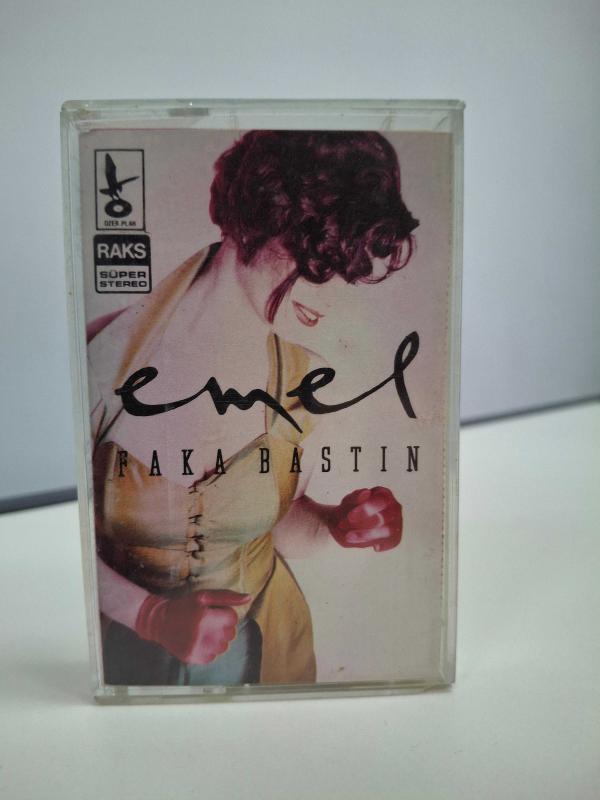 ÖZER PLAK
RAKS
SÜPER
STEREO
emel
FAKA BASTIN